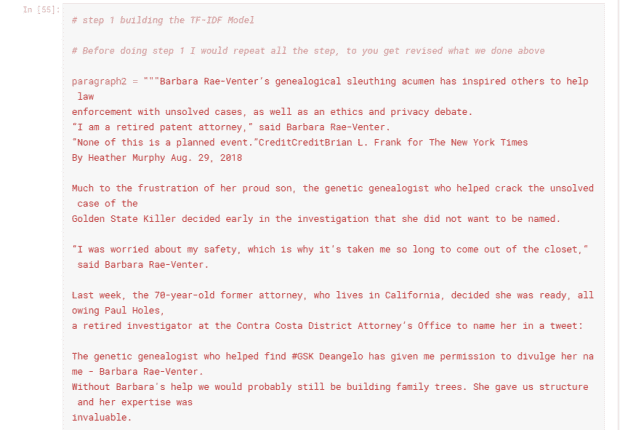 In [55]:
# step 1 building the TF-IDF Model
# Before doing step 1 I would repeat all the step, to you get revised what we done above
paragraph2 = """Barbara Rae-Venter's genealogical sleuthing acumen has inspired others to help
law
enforcement with unsolved cases, as well as an ethics and privacy debate.
"I am a retired patent attorney," said Barbara Rae-Venter.
"None of this is a planned event."CreditCreditBrian L. Frank for The New York Times
By Heather Murphy Aug. 29, 2018
Much to the frustration of her proud son, the genetic genealogist who helped crack the unsolved
case of the
Golden State Killer decided early in the investigation that she did not want to be named.
"I was worried about my safety, which is why it's taken me so long to come out of the closet,"
said Barbara Rae-Venter.
Last week, the 70-year-old former attorney, who lives in California, decided she was ready, all
owing Paul Holes,
a retired investigator at the Contra Costa District Attorney's Office to name her in a tweet:
The genetic genealogist who helped find #GSK Deangelo has given me permission to divulge her na
me - Barbara Rae-Venter.
Without Barbara's help we would probably still be building family trees. She gave us structure
and her expertise was
invaluable.